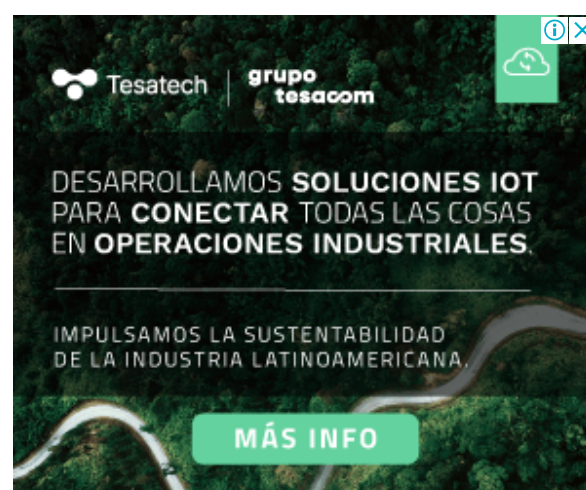 Tesatech
grupo
tesacom
DESARROLLAMOS SOLUCIONES IOT
PARA CONECTAR TODAS LAS COSAS
EN OPERACIONES INDUSTRIALES.
IMPULSAMOS LA SUSTENTABILIDAD
DE LA INDUSTRIA LATINOAMERICANA.
MÁS INFO